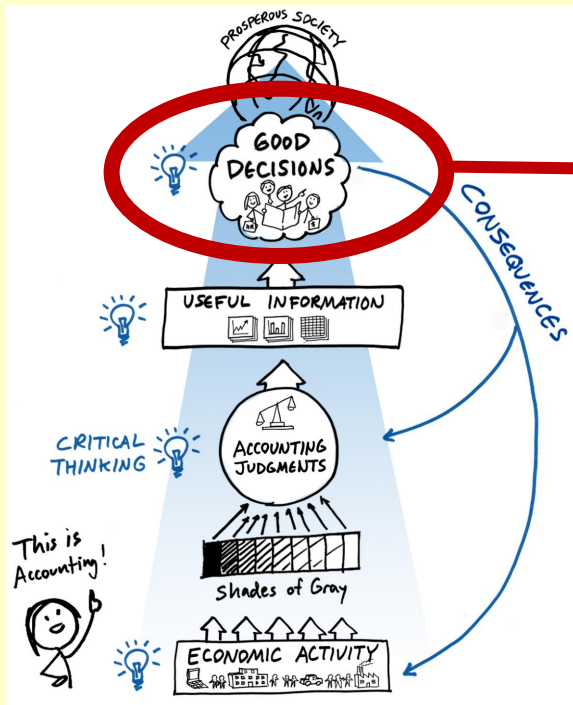 PROSPEROUS SOCIETY
GOOD
DECISIONS
CONSEQUENCES
USEFUL INFORMATION
CRITICAL
THINKING
ACCOUNTING
JUDGMENTS
This is
Accounting!
Shades of Gray
ECONOMIC ACTIVITY